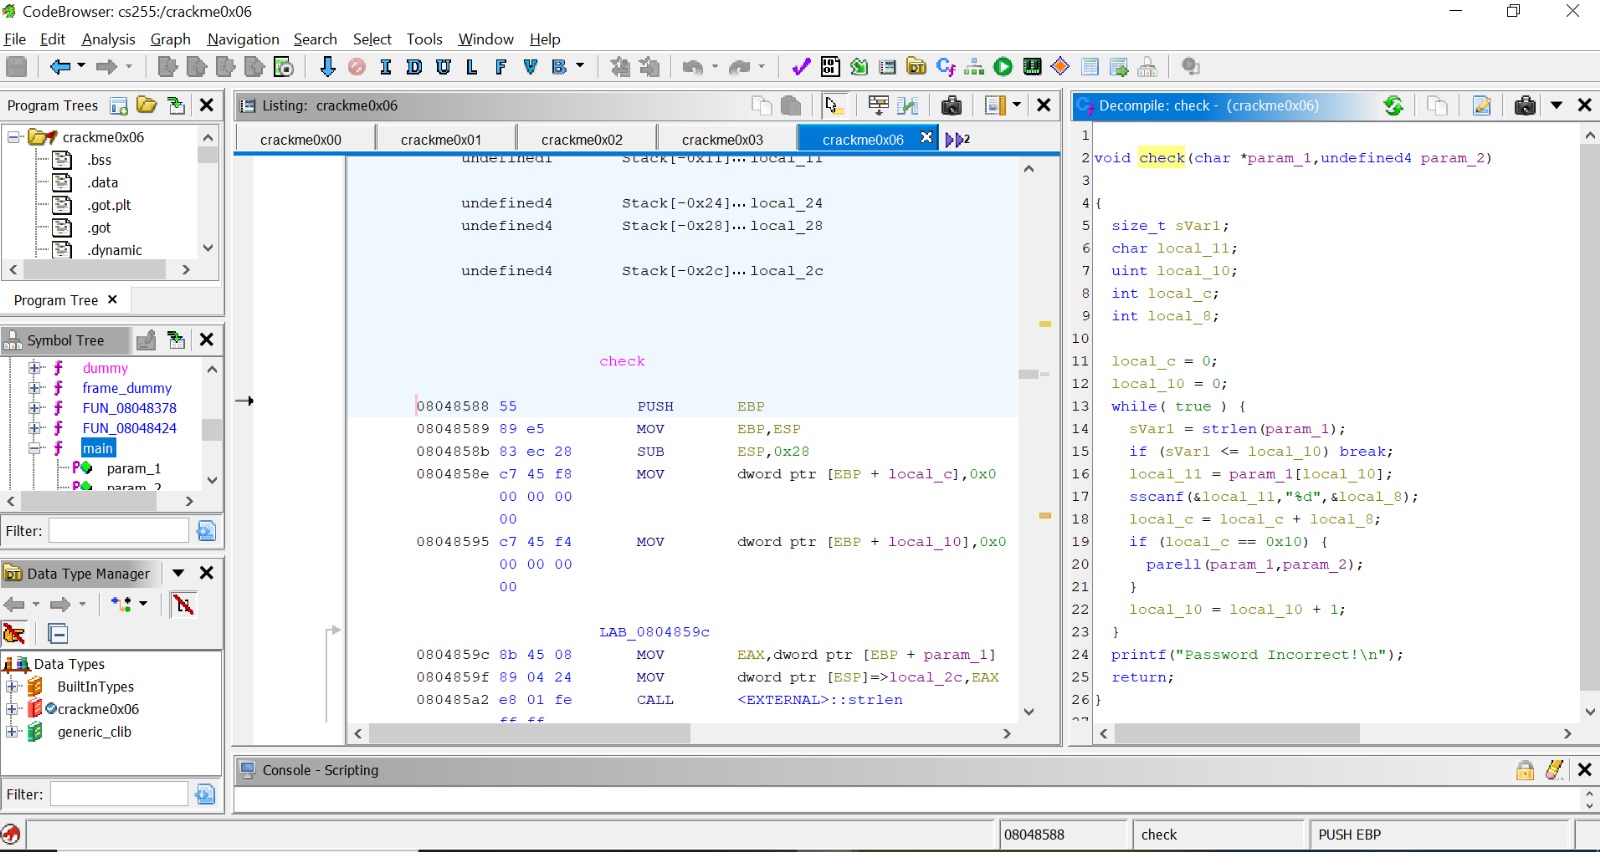 CodeBrowser: cs255:/crackme0x06
File Edit Analysis Graph Navigation Search Select Tools Window Help
I D U L F V B
Program Trees
crackme0x06
.bss
.data
.got.plt
.got
.dynamic
Program Tree
Symbol Tree
f dummy
f frame_dummy
f FUN_08048378
f FUN_08048424
f main
param_1
param_2
Filter:
Data Type Manager
Data Types
BuiltInTypes
crackme0x06
generic_clib
Filter:
Listing: crackme0x06
crackme0x00 crackme0x01 crackme0x02 crackme0x03 crackme0x06 2
undefined1 Stack[-0x11]... local_11
undefined4 Stack[-0x24]... local_24
undefined4 Stack[-0x28]... local_28
undefined4 Stack[-0x2c]... local_2c
check
08048588 55 PUSH EBP
08048589 89 e5 MOV EBP,ESP
0804858b 83 ec 28 SUB ESP,0x28
0804858e c7 45 f8 MOV dword ptr [EBP + local_c],0x0
00 00 00
00
08048595 c7 45 f4 MOV dword ptr [EBP + local_10],0x0
00 00 00
00
LAB_0804859c
0804859c 8b 45 08 MOV EAX,dword ptr [EBP + param_1]
0804859f 89 04 24 MOV dword ptr [ESP]=>local_2c,EAX
080485a2 e8 01 fe CALL <EXTERNAL>::strlen
ff ff
Decompile: check - (crackme0x06)
1
2 void check(char *param_1,undefined4 param_2)
3
4 {
5 size_t sVar1;
6 char local_11;
7 uint local_10;
8 int local_c;
9 int local_8;
10
11 local_c = 0;
12 local_10 = 0;
13 while( true ) {
14 sVar1 = strlen(param_1);
15 if (sVar1 <= local_10) break;
16 local_11 = param_1[local_10];
17 sscanf(&local_11,"%d",&local_8);
18 local_c = local_c + local_8;
19 if (local_c == 0x10) {
20 parell(param_1,param_2);
21 }
22 local_10 = local_10 + 1;
23 }
24 printf("Password Incorrect!\n");
25 return;
26 }
27
Console - Scripting
08048588 check PUSH EBP